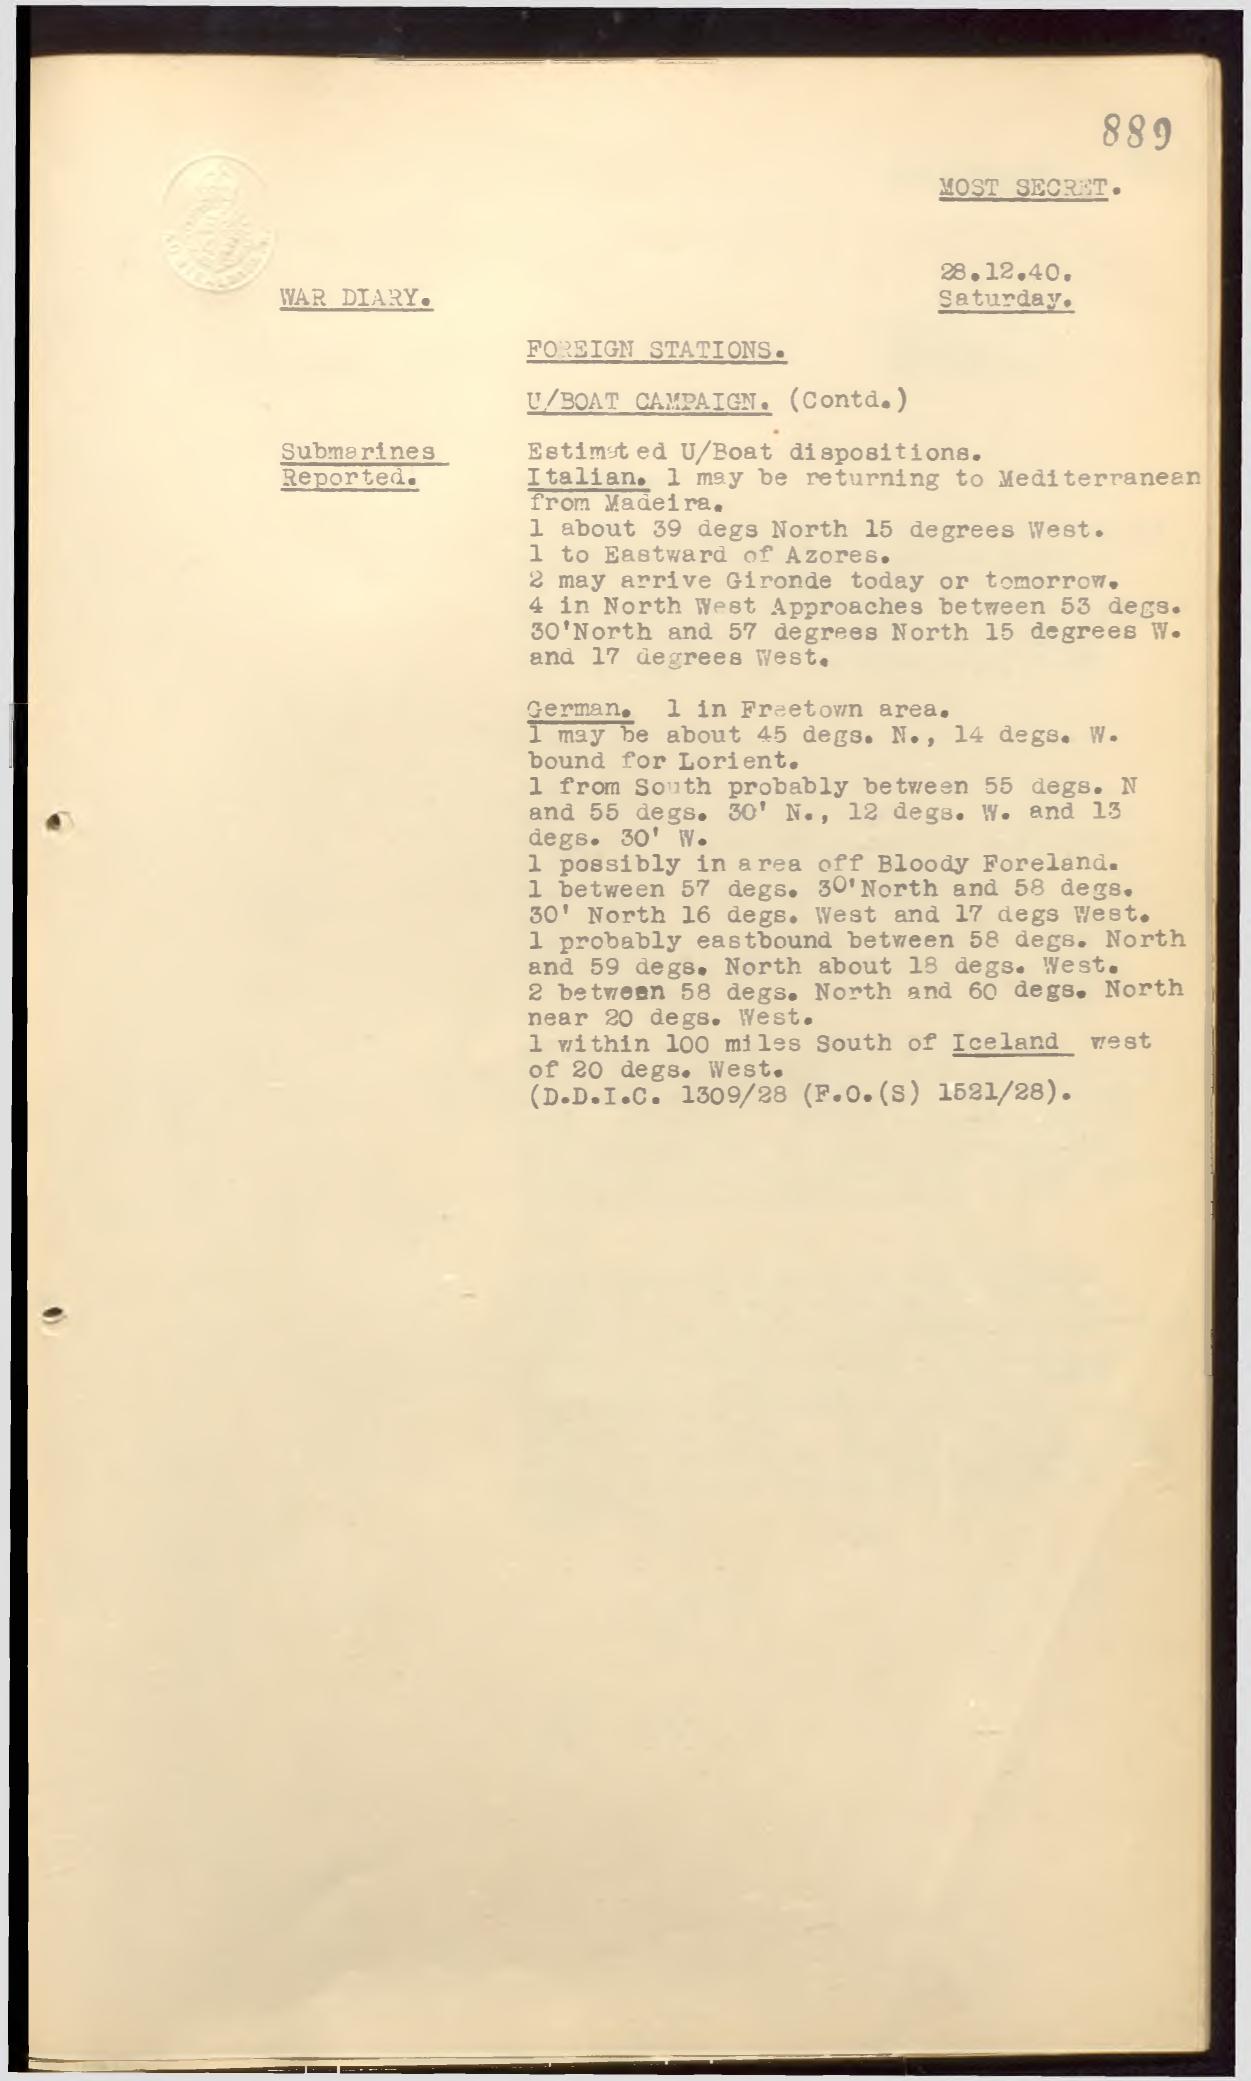 889
MOST SECRET.
28.12.40.
Saturday.
WAR DIARY.
FOREIGN STATIONS.
U/BOAT CAMPAIGN. (Contd.)
Submarines
Reported.
Estimated U/Boat dispositions.
Italian. 1 may be returning to Mediterranean
from Madeira.
1 about 39 degs North 15 degrees West.
1 to Eastward of Azores.
2 may arrive Gironde today or tomorrow.
4 in North West Approaches between 53 degs.
30'North and 57 degrees North 15 degrees W.
and 17 degrees West.
German. 1 in Freetown area.
1 may be about 45 degs. N., 14 degs. W.
bound for Lorient.
1 from South probably between 55 degs. N
and 55 degs. 30' N., 12 degs. W. and 13
degs. 30' W.
1 possibly in area off Bloody Foreland.
1 between 57 degs. 30'North and 58 degs.
30' North 16 degs. West and 17 degs West.
1 probably eastbound between 58 degs. North
and 59 degs. North about 18 degs. West.
2 between 58 degs. North and 60 degs. North
near 20 degs. West.
1 within 100 miles South of Iceland west
of 20 degs. West.
(D.D.I.C. 1309/28 (F.O.(S) 1521/28).